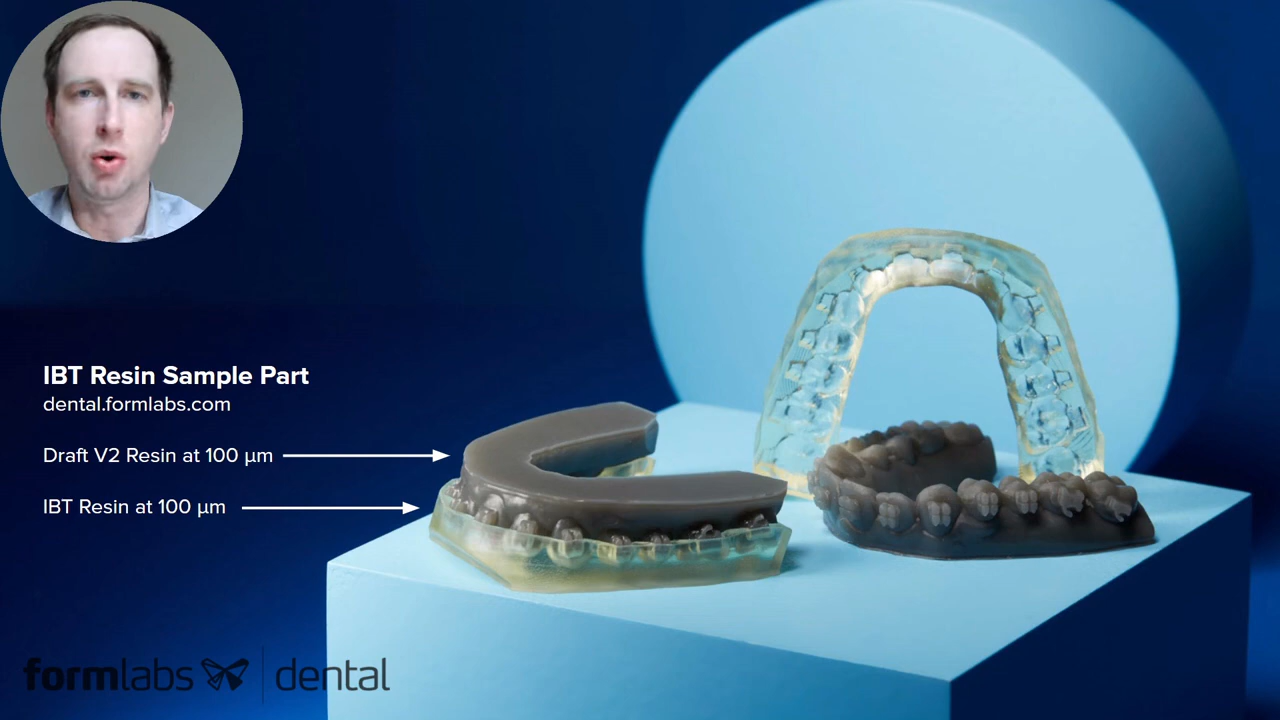 IBT Resin Sample Part
dental.formlabs.com
Draft V2 Resin at 100 µm
IBT Resin at 100 µm
formlabs dental